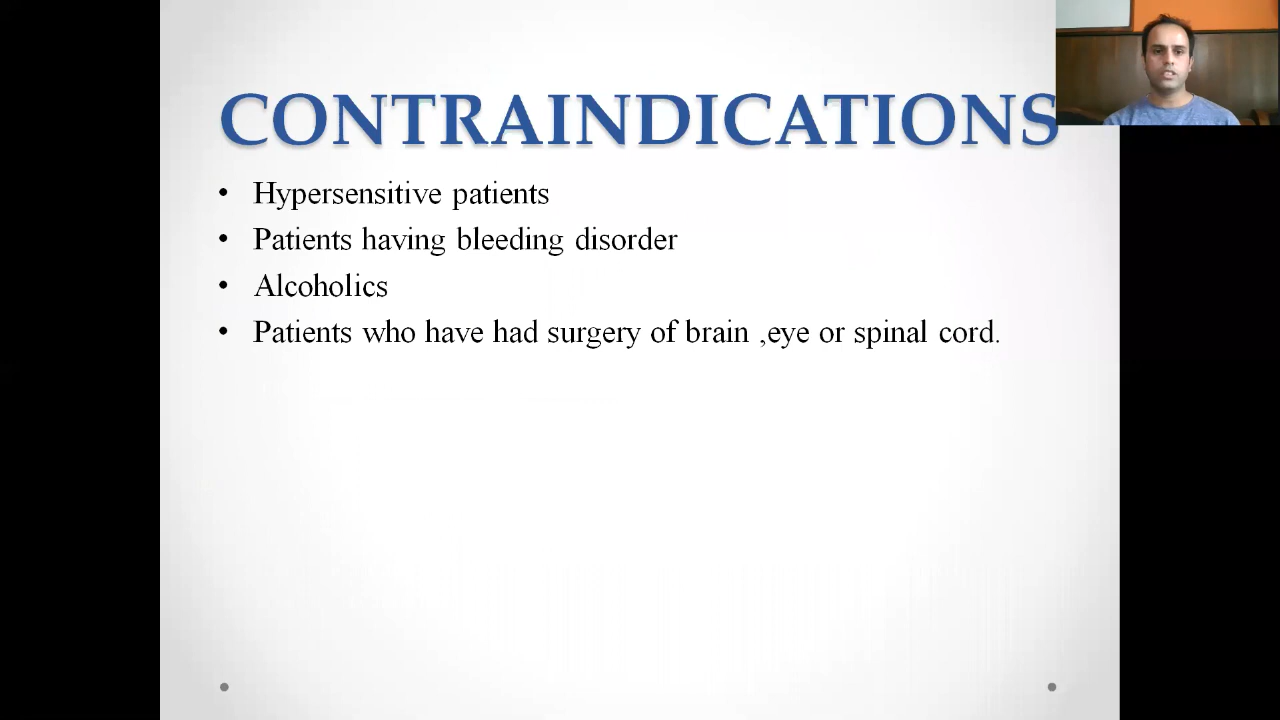 CONTRAINDICATIONS
• Hypersensitive patients
• Patients having bleeding disorder
• Alcoholics
• Patients who have had surgery of brain ,eye or spinal cord.